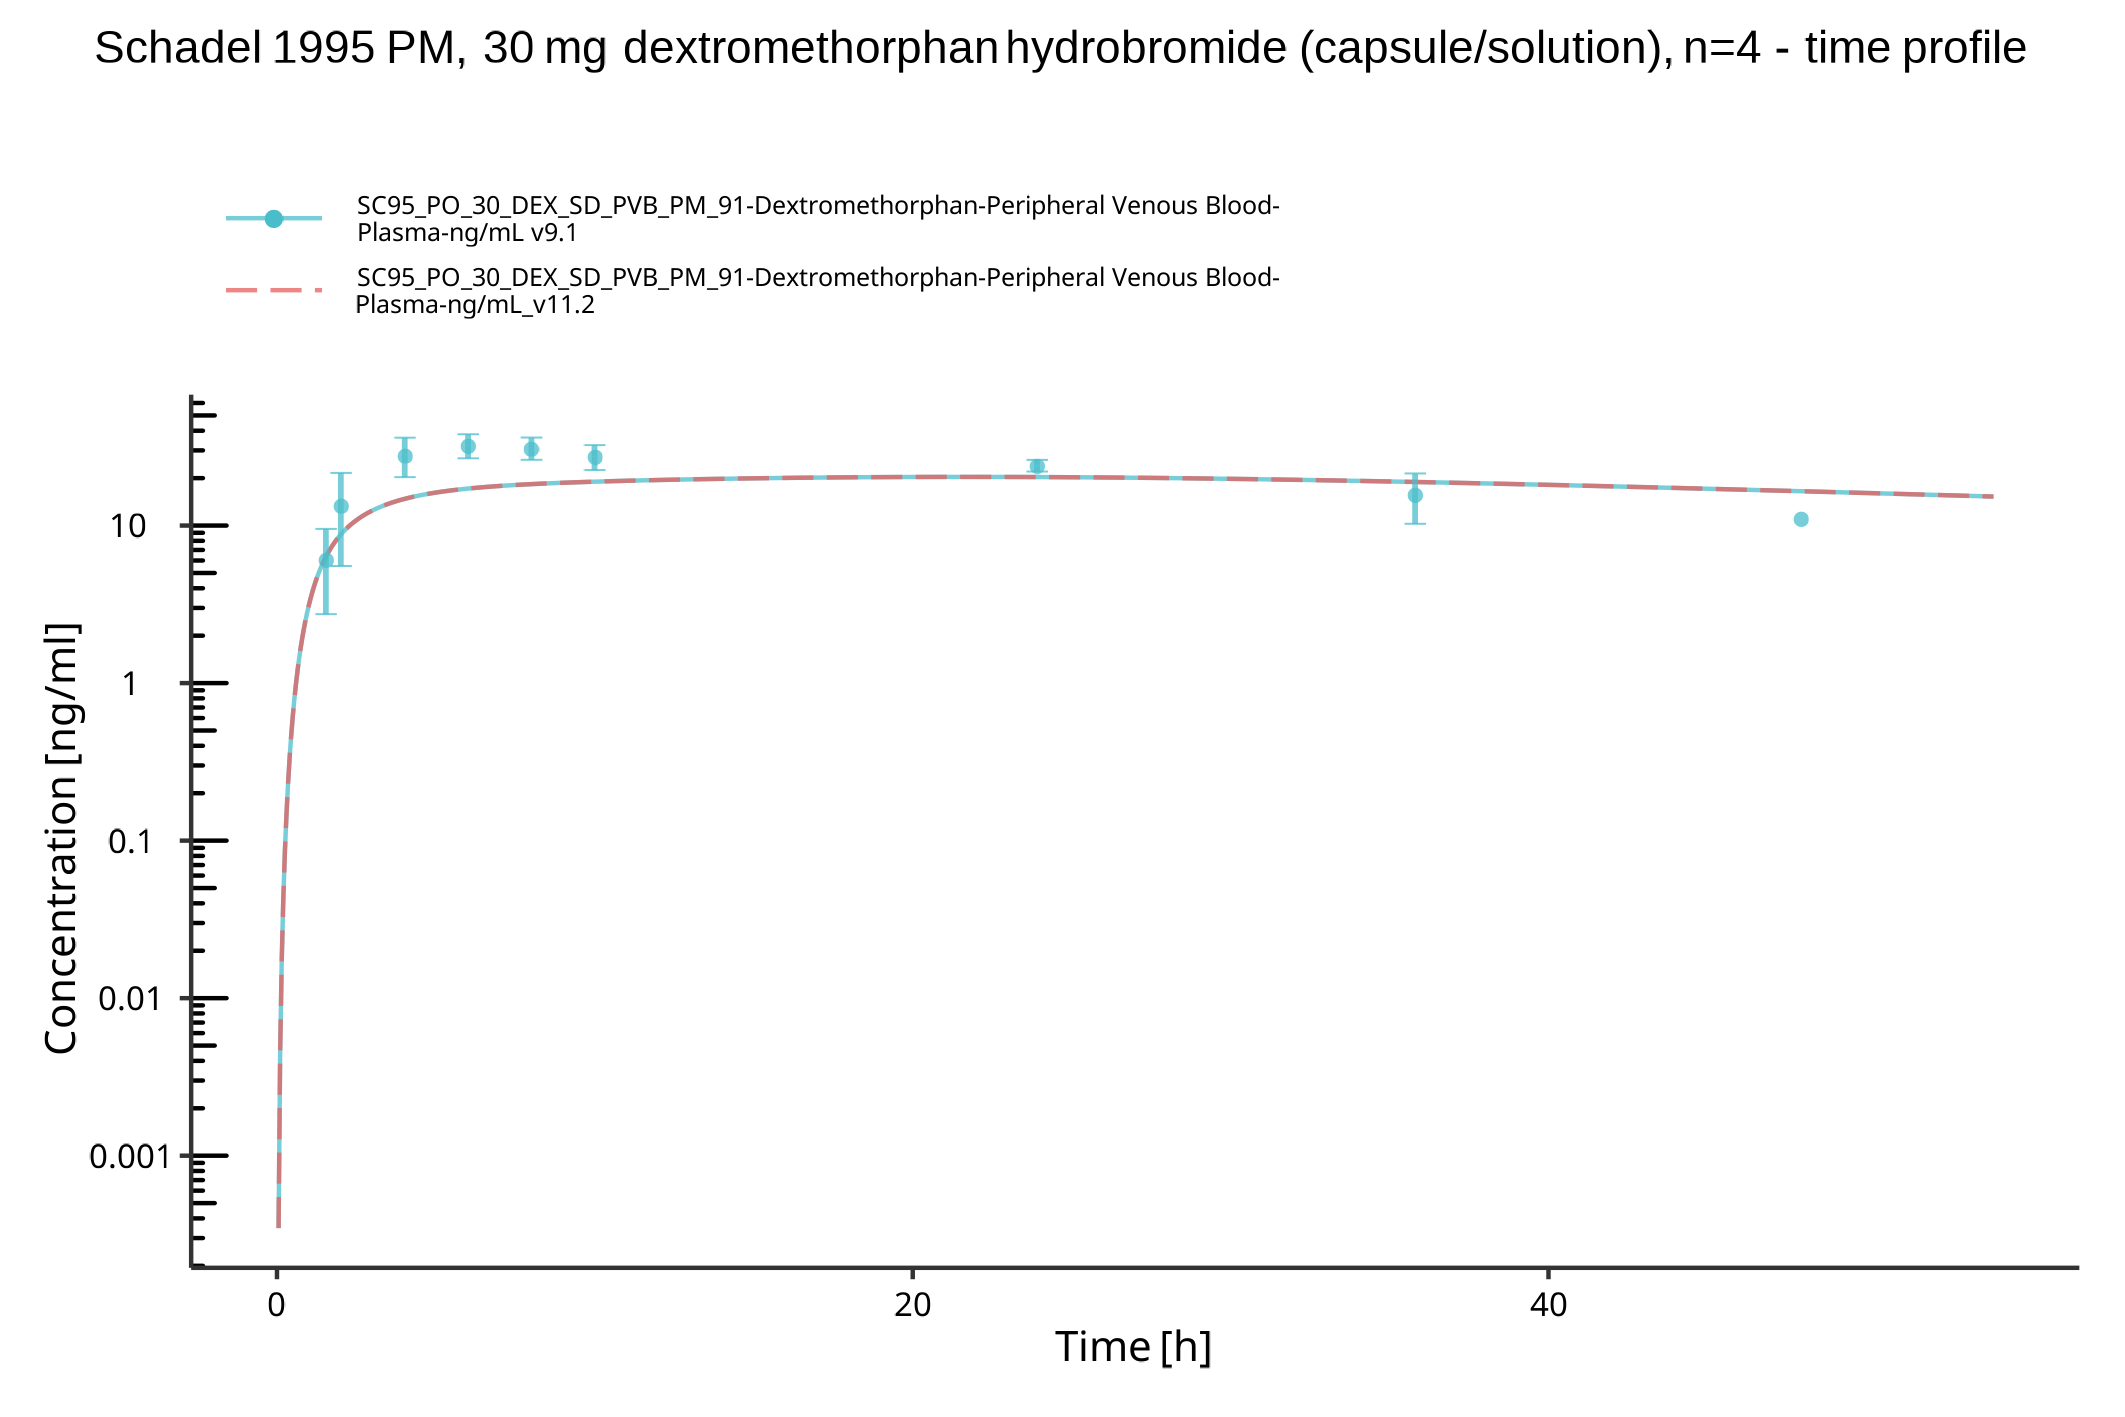 Schadel 1995 PM, 30 mg dextromethorphan hydrobromide (capsule/solution), n=4 - time profile
SC95_PO_30_DEX_SD_PVB_PM_91-Dextromethorphan-Peripheral Venous Blood-
Plasma-ng/mL v9.1
SC95_PO_30_DEX_SD_PVB_PM_91-Dextromethorphan-Peripheral Venous Blood-
Plasma-ng/mL_v11.2
Concentration [ng/ml]
10
1
0.1
0.01
0.001
0
20
40
Time [h]